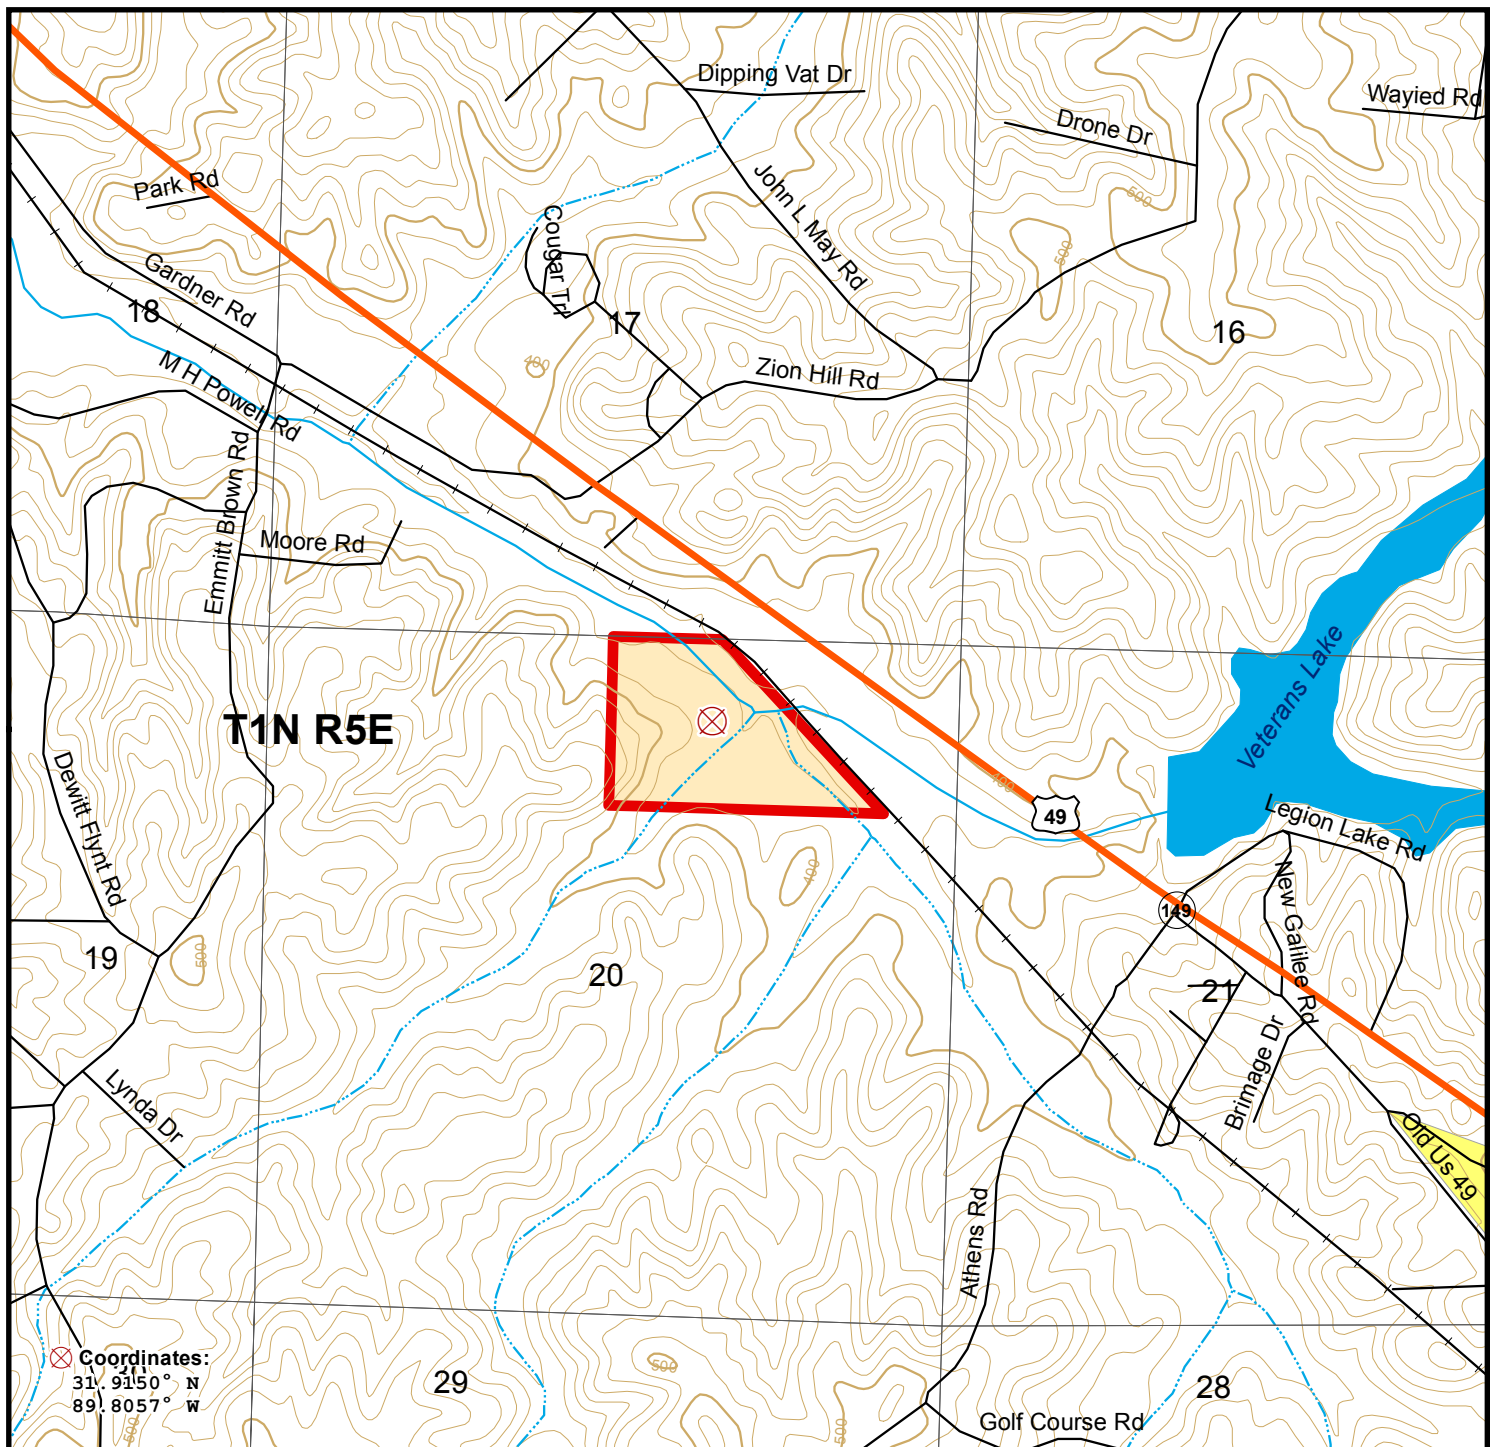 Dipping Vat Dr
Wayied Rd
Drone Dr
Park Rd
John L May Rd
500
Cougar Trl
500
Gardner Rd
18
17
16
400
M H Powell Rd
Zion Hill Rd
Emmitt Brown Rd
Moore Rd
Veterans Lake
T1N R5E
Dewitt Flynt Rd
400
49
Legion Lake Rd
400
New Galilee Rd
149
500
19
20
21
Brimage Dr
Lynda Dr
Old Us 49
Athens Rd
Coordinates:
31.9150° N
89.8057° W
30
500
29
500
28
500
Golf Course Rd